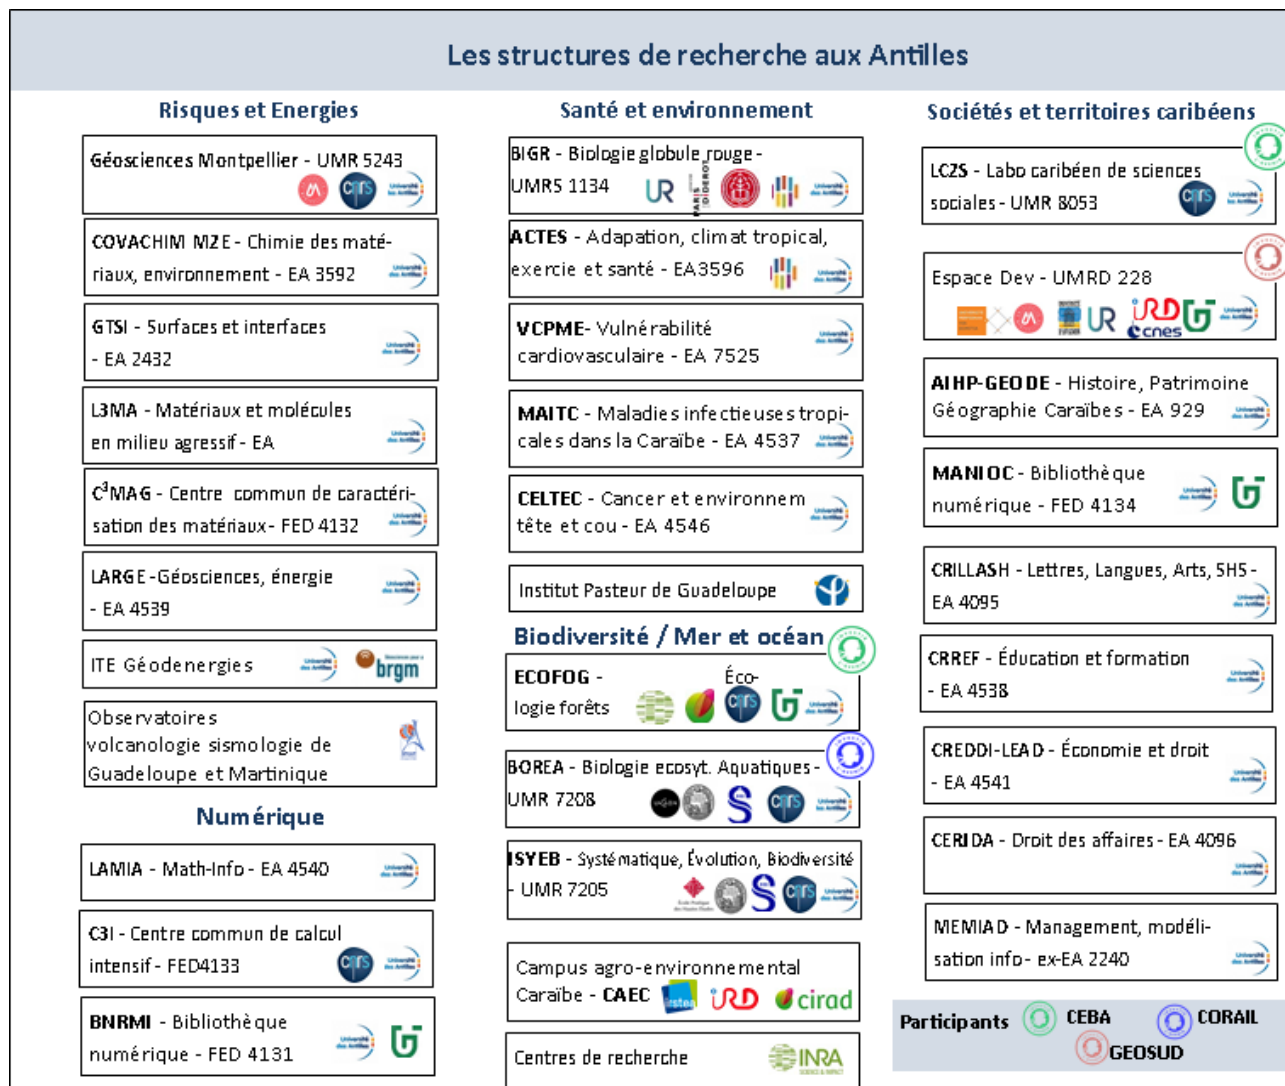 Les structures de recherche aux Antilles
Risques et Energies
Géosciences Montpellier - UMR 5243
COVACHIM M2E - Chimie des maté-
riaux, environnement - EA 3592
GTSI - Surfaces et interfaces
- EA 2432
L3MA - Matériaux et molécules
en milieu agressif - EA
C³MAG - Centre commun de caractéri-
sation des matériaux- FED 4132
LARGE -Géosciences, énergie
- EA 4539
ITE Géodenergies
brgm
Observatoires
volcanologie sismologie de
Guadeloupe et Martinique
Numérique
LAMIA - Math-Info - EA 4540
C3I - Centre commun de calcul
intensif - FED4133
BNRMI - Bibliothèque
numérique - FED 4131
Santé et environnement
BIGR - Biologie globule rouge -
UMRS 1134
UR
PARIS DIDEROT
ACTES - Adapation, climat tropical,
exercie et santé - EA3596
VCPME- Vulnérabilité
cardiovasculaire - EA 7525
MAITC - Maladies infectieuses tropi-
cales dans la Caraïbe - EA 4537
CELTEC - Cancer et environnem
tête et cou - EA 4546
Institut Pasteur de Guadeloupe
Biodiversité / Mer et océan
ECOFOG - Éco-
logie forêts
BOREA - Biologie ecosyt. Aquatiques -
UMR 7208
ISYEB - Systématique, Évolution, Biodiversité
- UMR 7205
Campus agro-environnemental
Caraïbe - CAEC
irstea IRD cirad
Centres de recherche
INRA
SCIENCE & IMPACT
Sociétés et territoires caribéens
LC2S - Labo caribéen de sciences
sociales - UMR 8053
cnrs
Espace Dev - UMRD 228
UR IRD
cnes
AIHP-GEODE - Histoire, Patrimoine
Géographie Caraïbes - EA 929
MANIOC - Bibliothèque
numérique - FED 4134
CRILLASH - Lettres, Langues, Arts, SHS -
EA 4095
CRREF - Éducation et formation
- EA 4538
CREDDI-LEAD - Économie et droit
- EA 4541
CERIDA - Droit des affaires - EA 4096
MEMIAD - Management, modéli-
sation info - ex-EA 2240
Participants CEBA CORAIL
GEOSUD